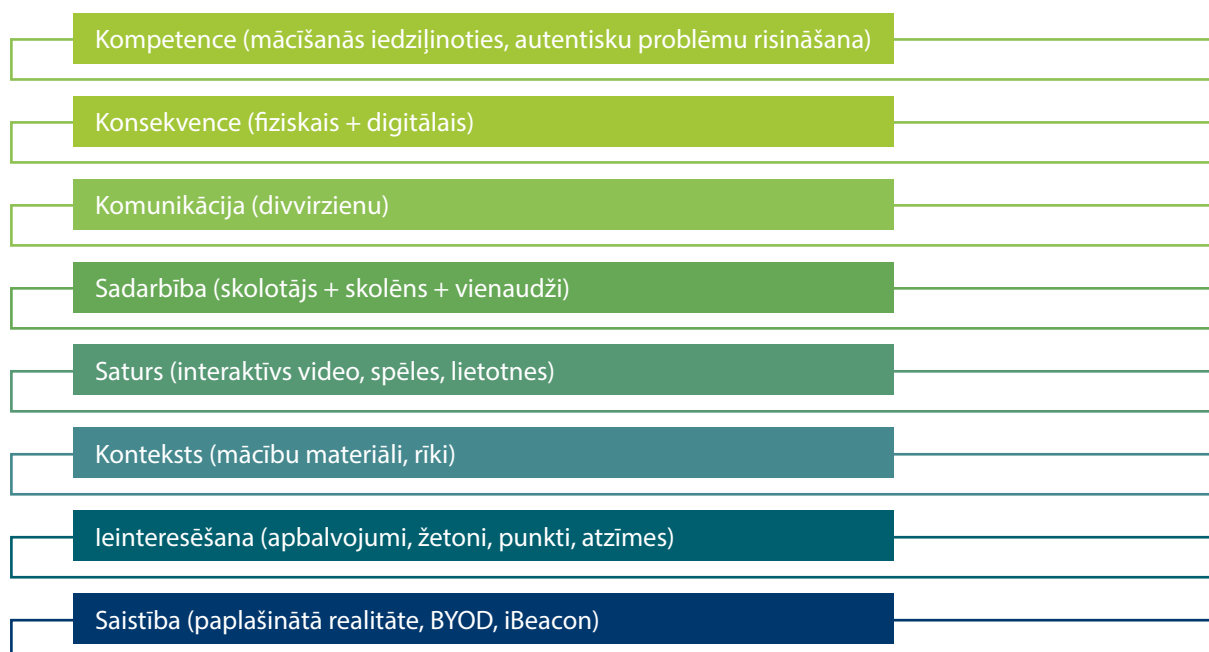 Kompetence (mācīšanās iedziļinoties, autentisku problēmu risināšana)
Konsekvence (fiziskais + digitālais)
Komunikācija (divvirzienu)
Sadarbība (skolotājs + skolēns + vienaudži)
Saturs (interaktīvs video, spēles, lietotnes)
Konteksts (mācību materiāli, rīki)
Ieinteresēšana (apbalvojumi, žetoni, punkti, atzīmes)
Saistība (paplašinātā realitāte, BYOD, iBeacon)